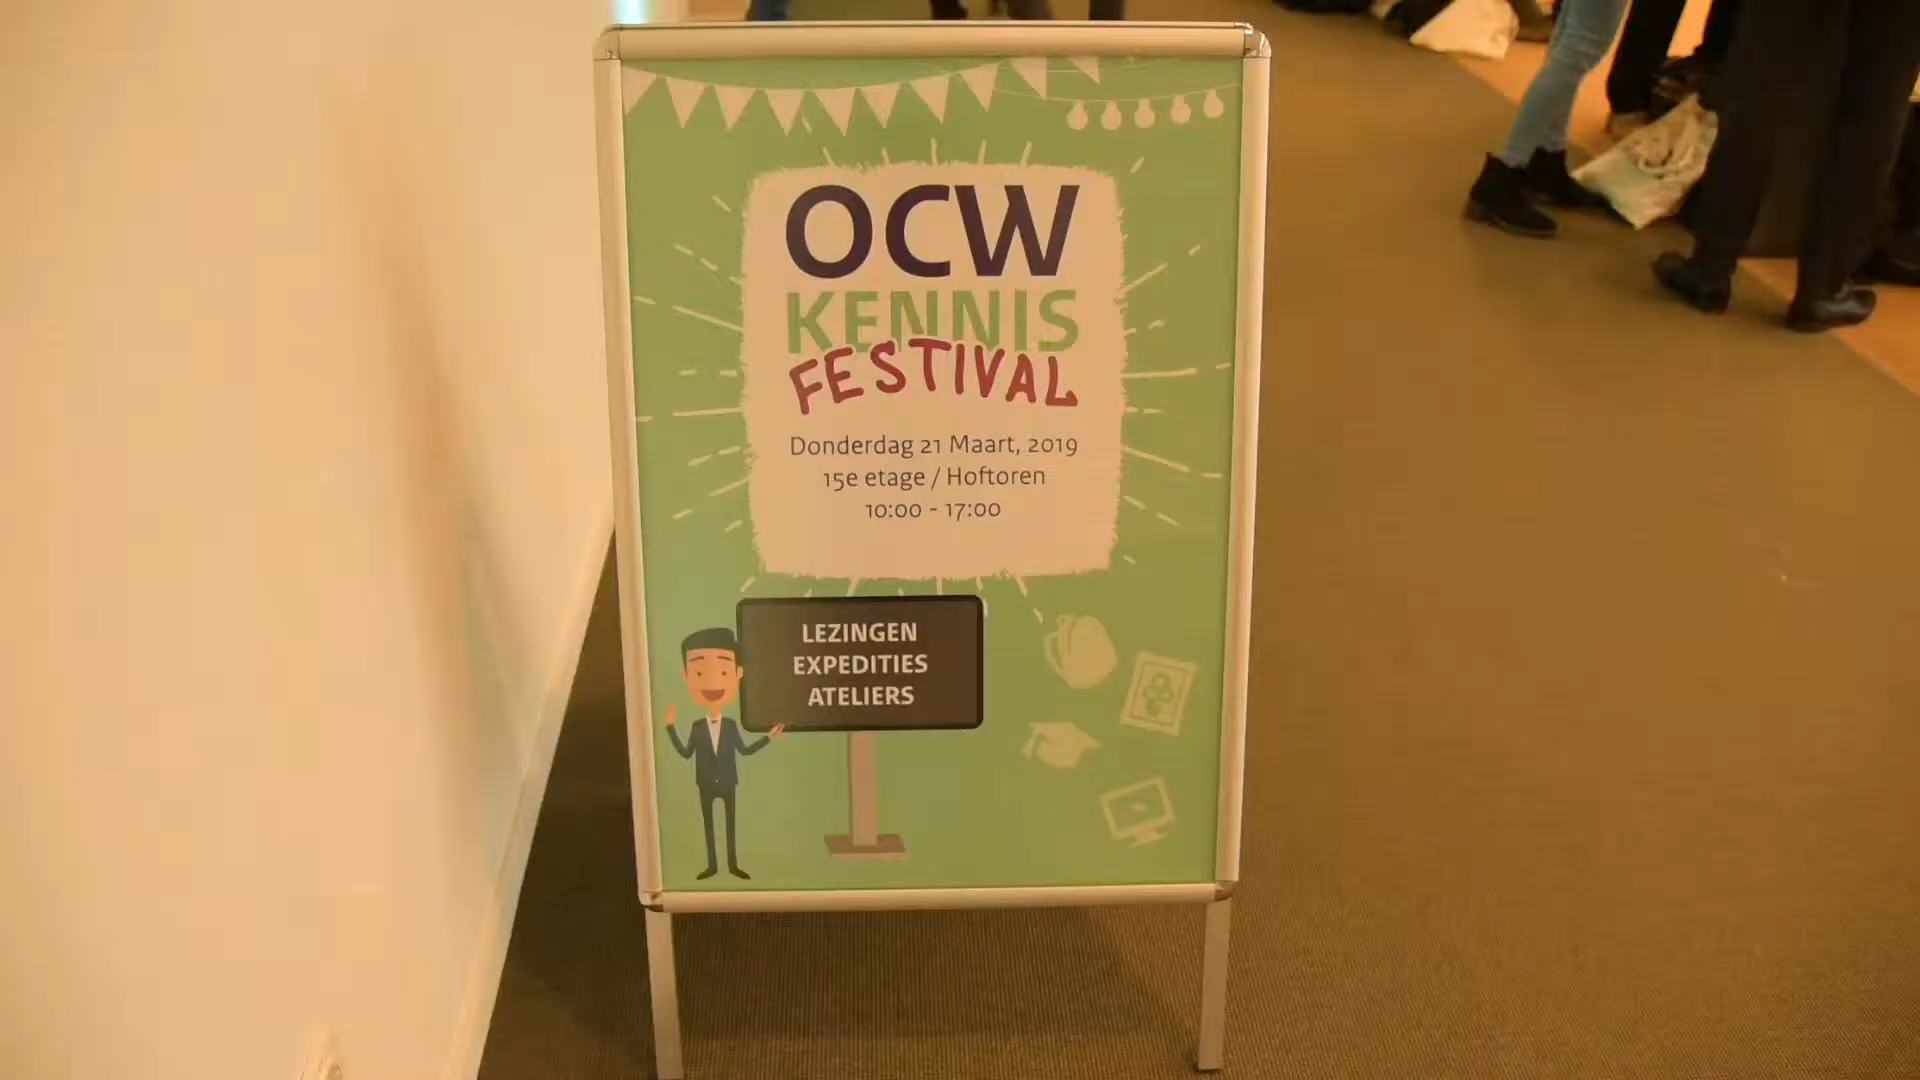 OCW
KENNIS
FESTIVAL
Donderdag 21 Maart, 2019
15e etage / Hoftoren
10:00 - 17:00
LEZINGEN
EXPEDITIES
ATELIERS